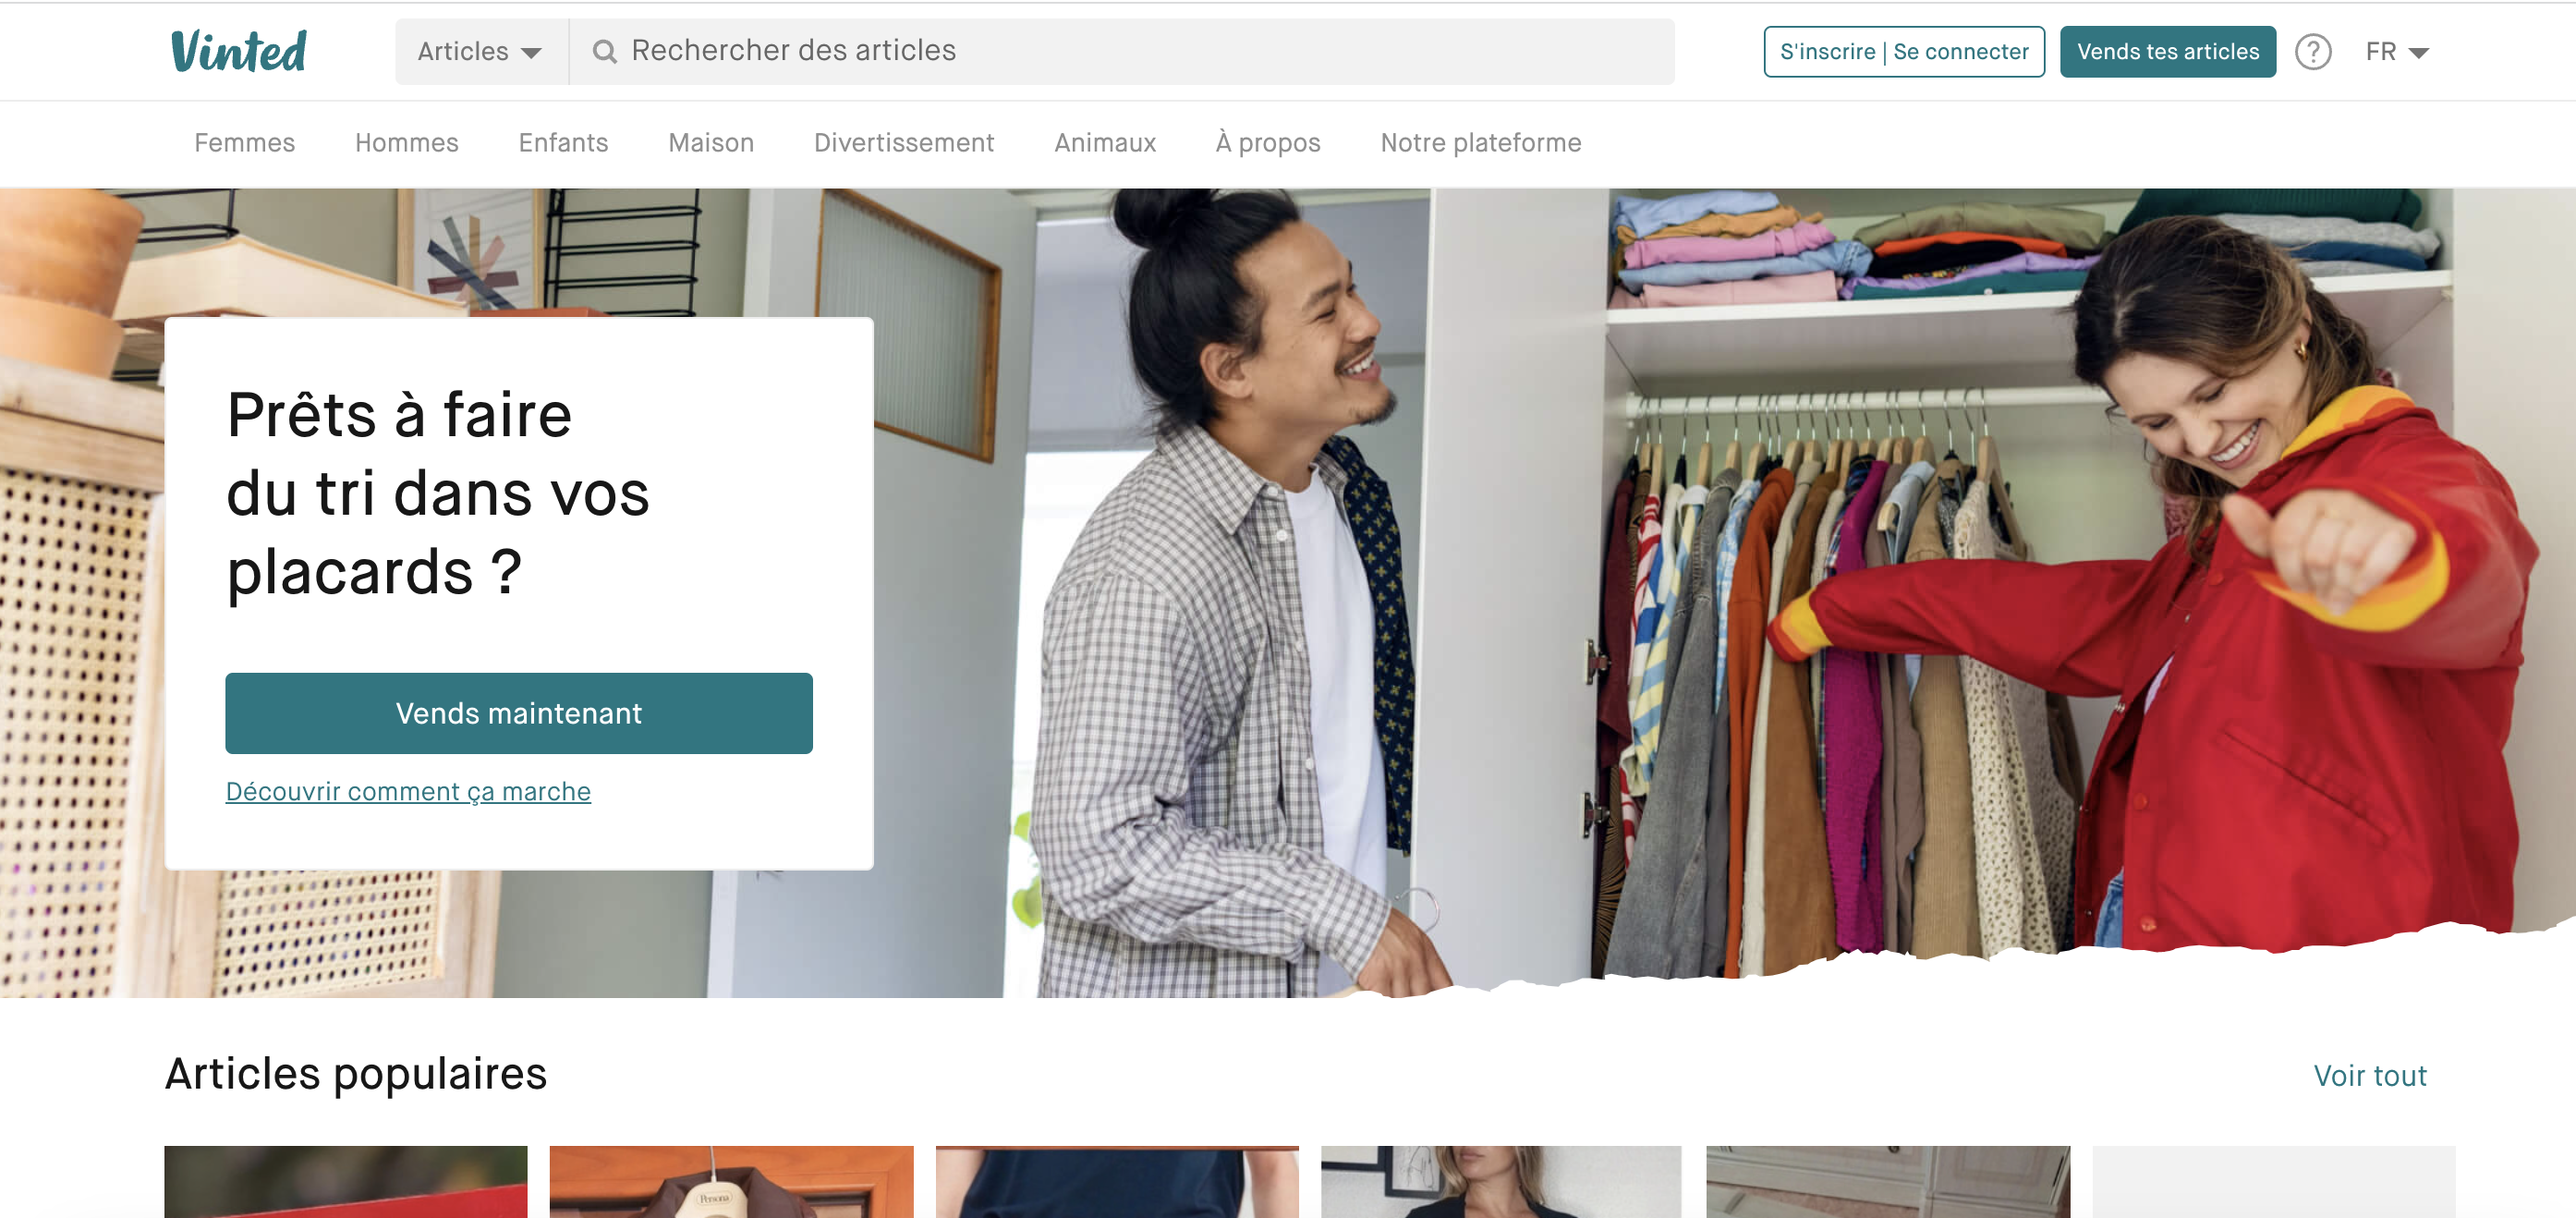 Vinted
Articles
Rechercher des articles
S'inscrire | Se connecter
Vends tes articles
?
FR
Femmes
Hommes
Enfants
Maison
Divertissement
Animaux
À propos
Notre plateforme
Prêts à faire
du tri dans vos
placards ?
Vends maintenant
Découvrir comment ça marche
Articles populaires
Voir tout
Persona